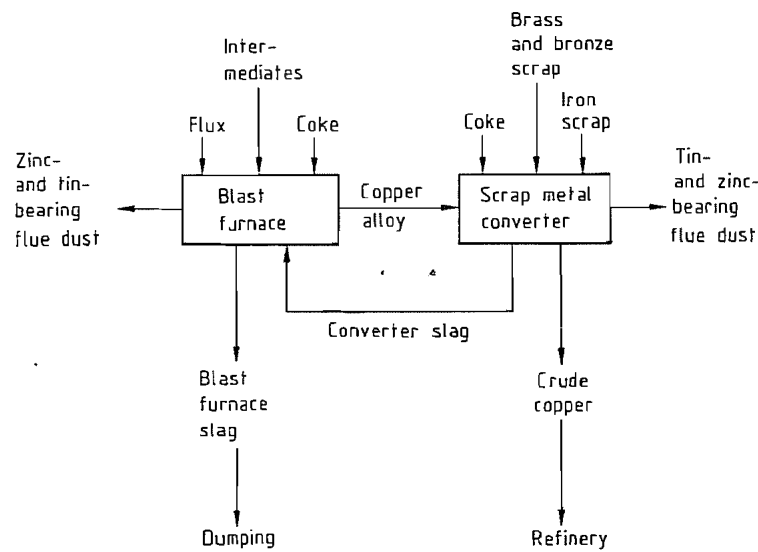 Inter-
mediates
Brass
and bronze
scrap
Flux
Coke
Coke
Iron
scrap
Zinc-
and tin-
bearing
flue dust
Blast
furnace
Copper
alloy
Scrap metal
converter
Tin-
and zinc-
bearing
flue dust
Converter slag
Blast
furnace
slag
Crude
copper
Dumping
Refinery